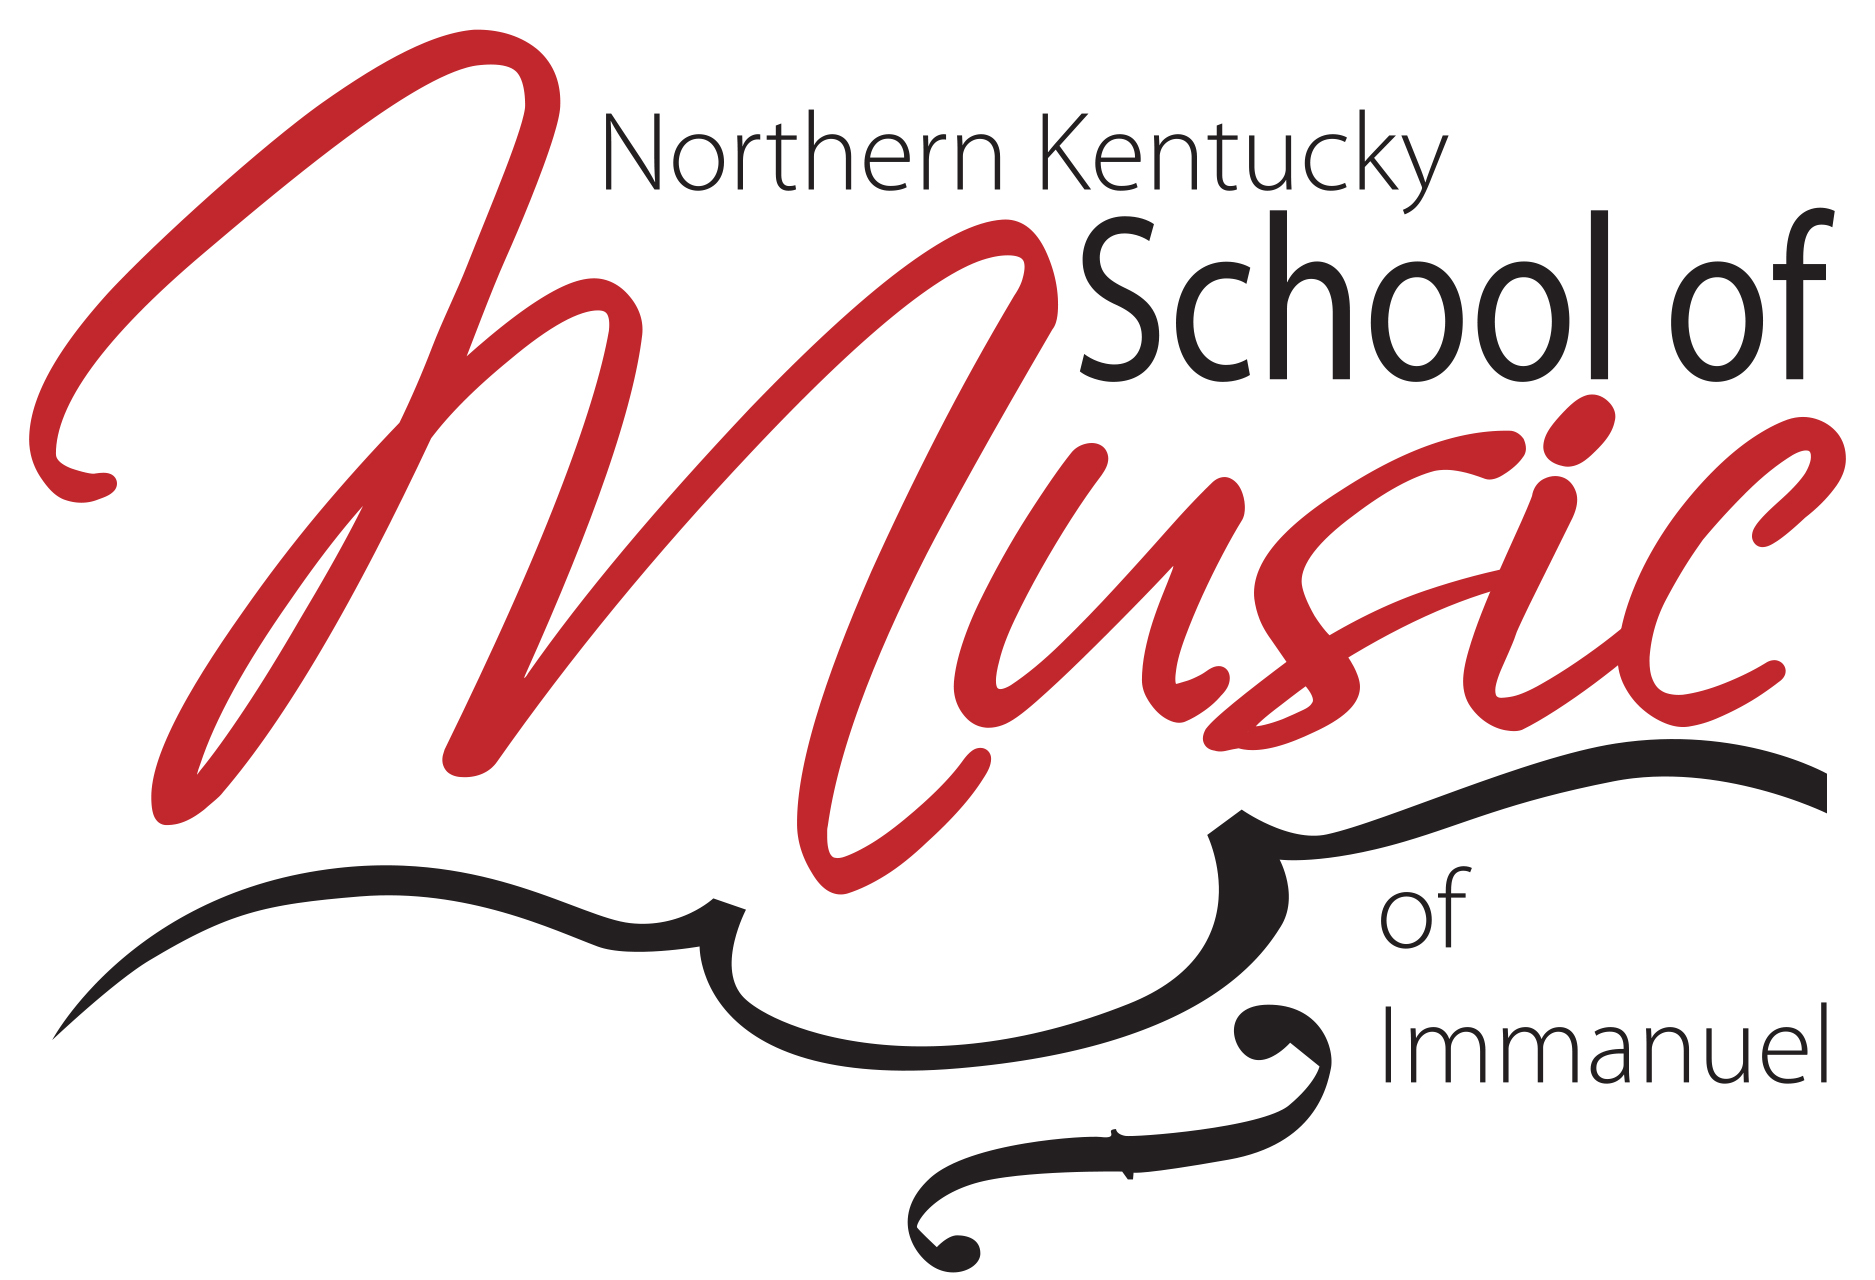 Northern Kentucky
School of
Music
of
Immanuel